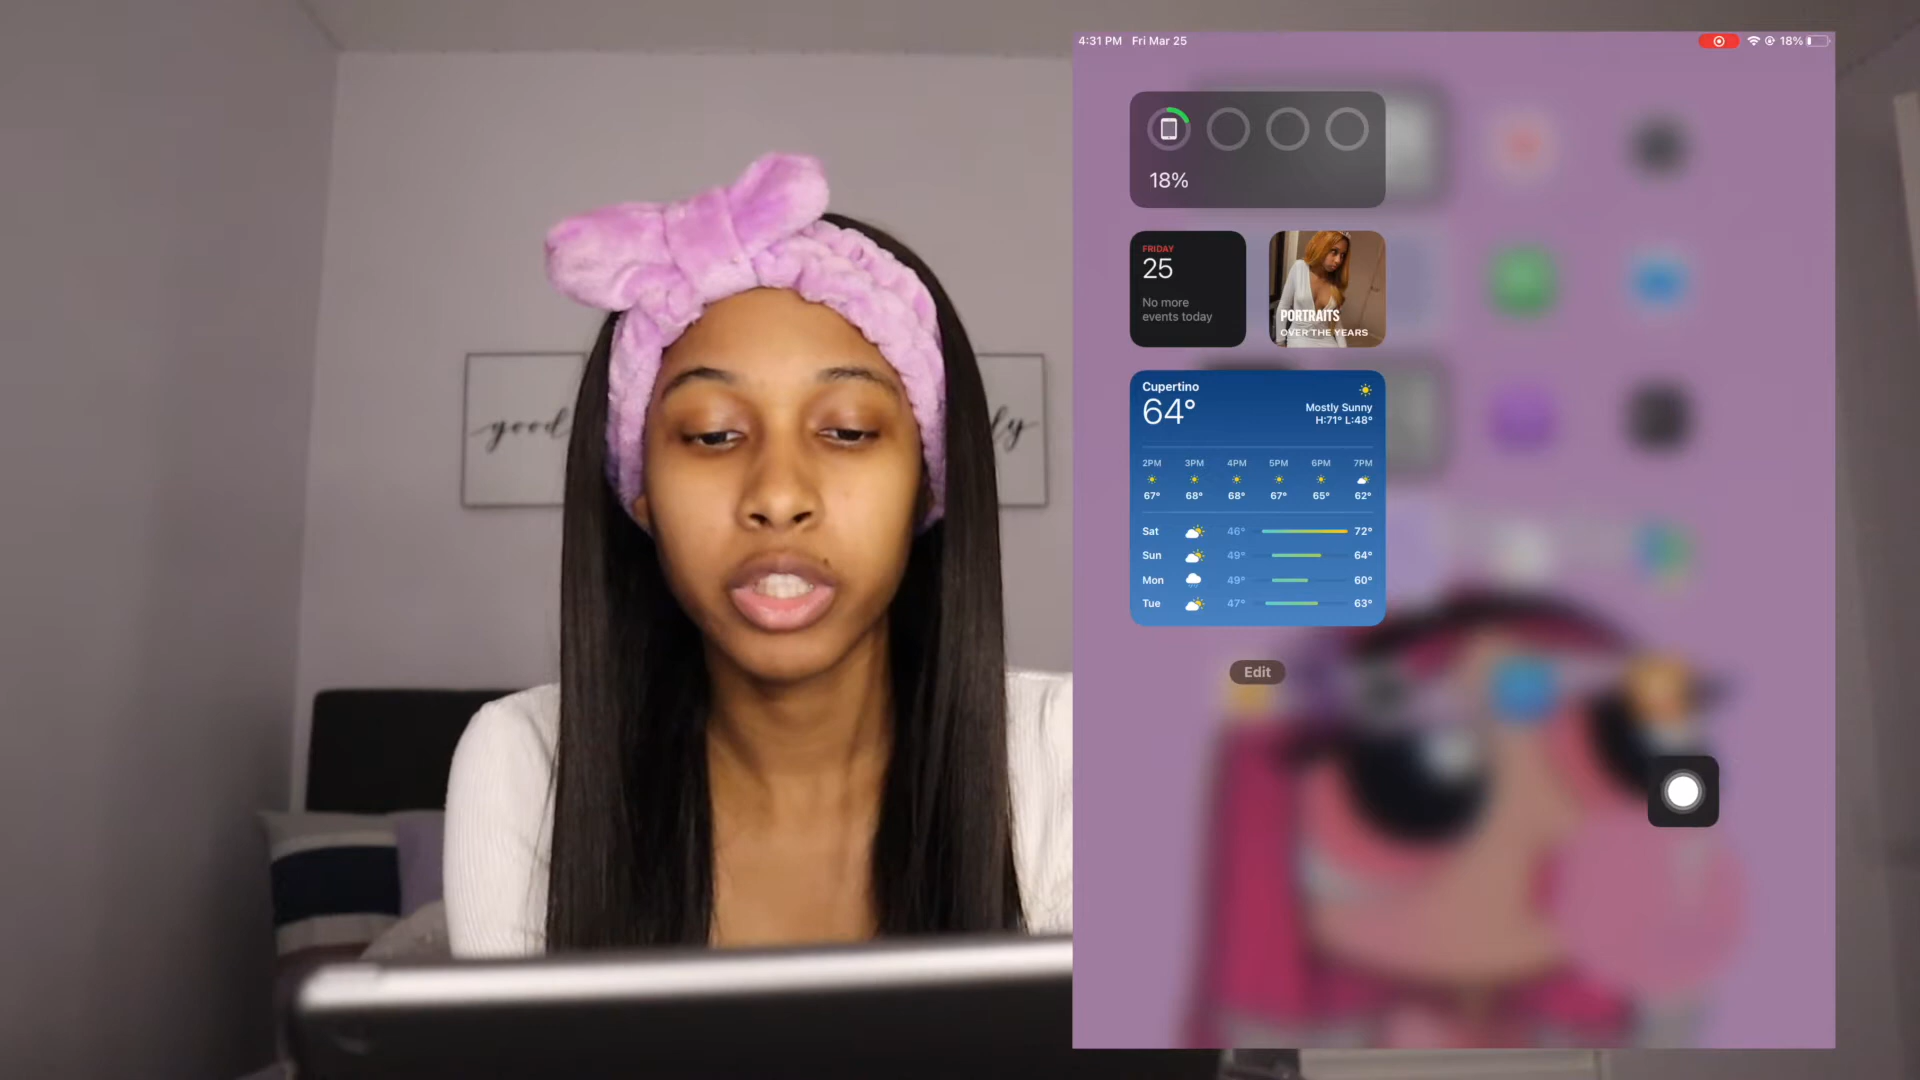 4:31 PM Fri Mar 25
18%
18%
FRIDAY
25
No more
events today
PORTRAITS
OVER THE YEARS
Cupertino
64°
Mostly Sunny
H:71° L:48°
2PM 3PM 4PM 5PM 6PM 7PM
67° 68° 68° 67° 65° 62°
Sat 46° 72°
Sun 49° 64°
Mon 49° 60°
Tue 47° 63°
Edit
good